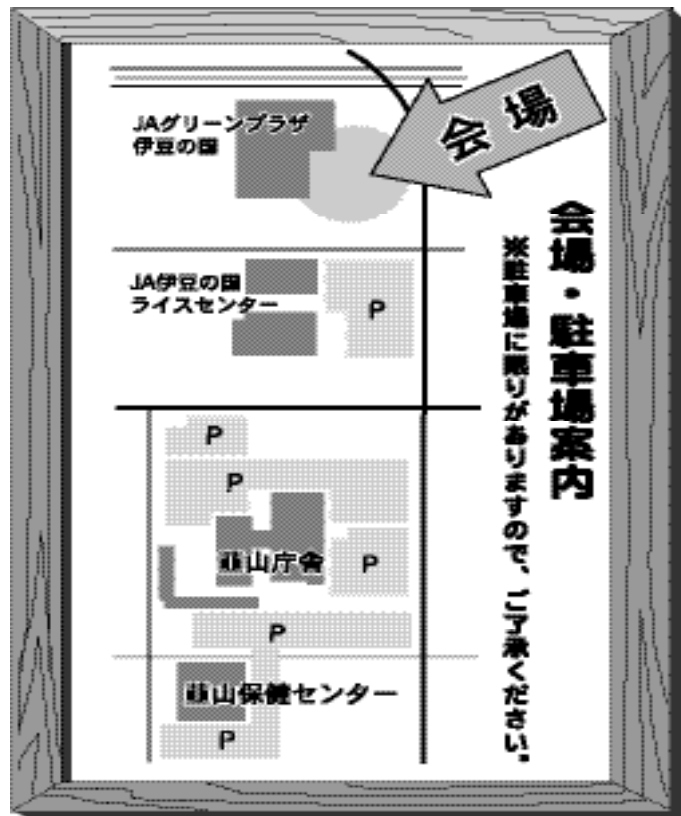 会場・駐車場案内
※駐車場に限りがありますので、ご了承ください。
会場
JAグリーンプラザ
伊豆の国
JA伊豆の国
ライスセンター
P
P
P
韮山庁舎
P
P
韮山保健センター
P